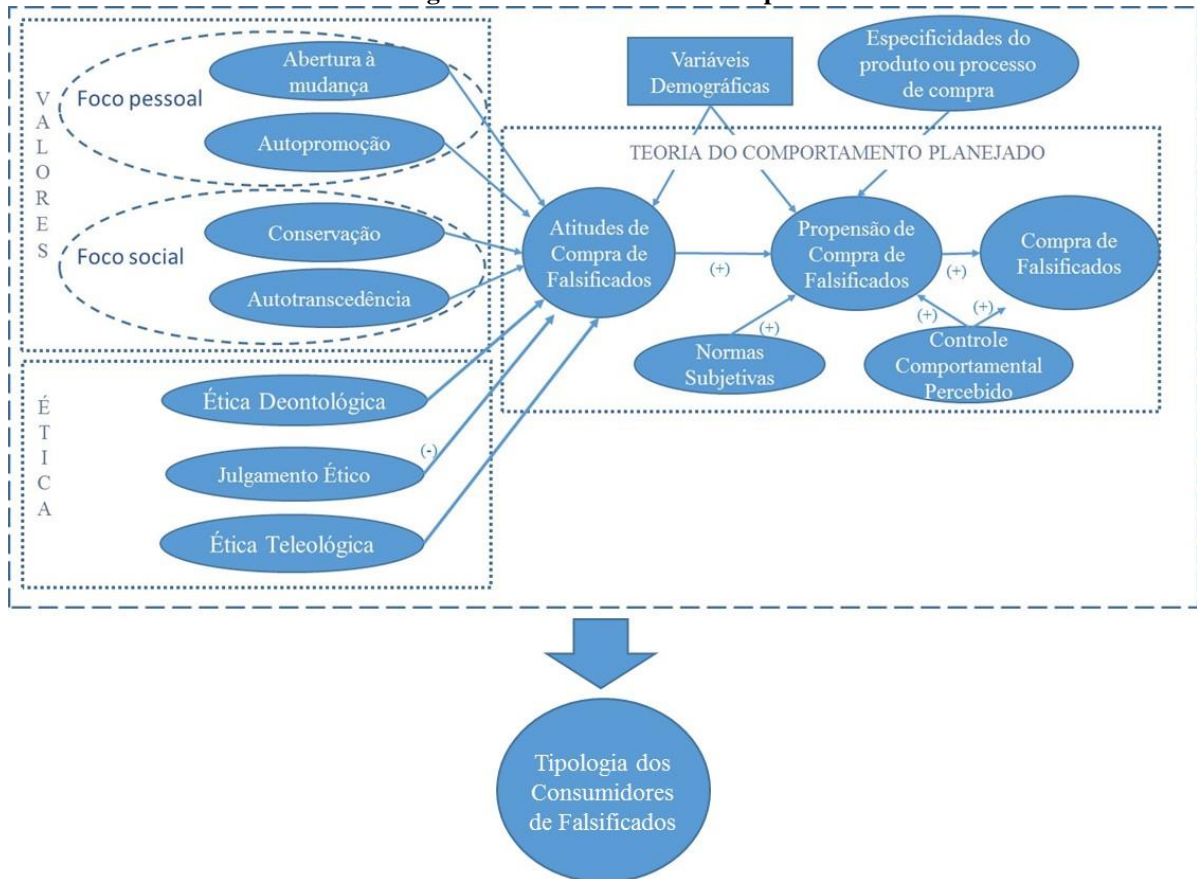 Abertura à
mudança
Foco pessoal
Autopromoção
VALORES
Conservação
Foco social
Autotranscedência
ÉTICA
Ética Deontológica
Julgamento Ético
(-)
Ética Teleológica
Variáveis
Demográficas
Especificidades do
produto ou processo
de compra
TEORIA DO COMPORTAMENTO PLANEJADO
Atitudes de
Compra de
Falsificados
(+)
Propensão de
Compra de
Falsificados
(+)
Compra de
Falsificados
(+)
(+)
(+)
Normas
Subjetivas
Controle
Comportamental
Percebido
Tipologia dos
Consumidores
de Falsificados